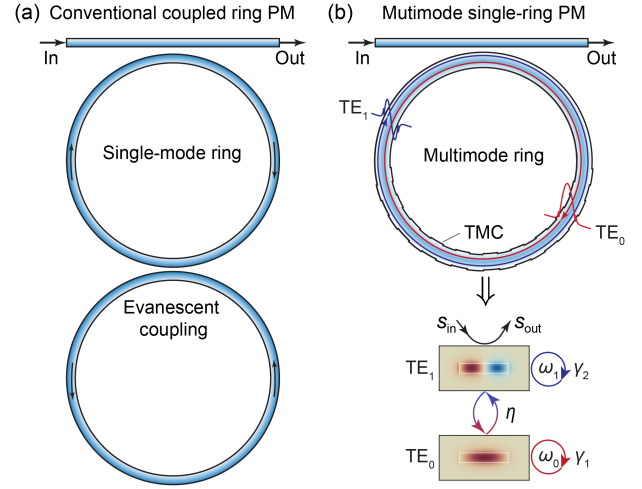 (a) Conventional coupled ring PM
In
Out
Single-mode ring
Evanescent
coupling
(b) Mutimode single-ring PM
In
Out
TE₁
Multimode ring
TMC
TE₀
sᵢₙ
sₒᵤₜ
TE₁
ω₁
γ₂
η
TE₀
ω₀
γ₁